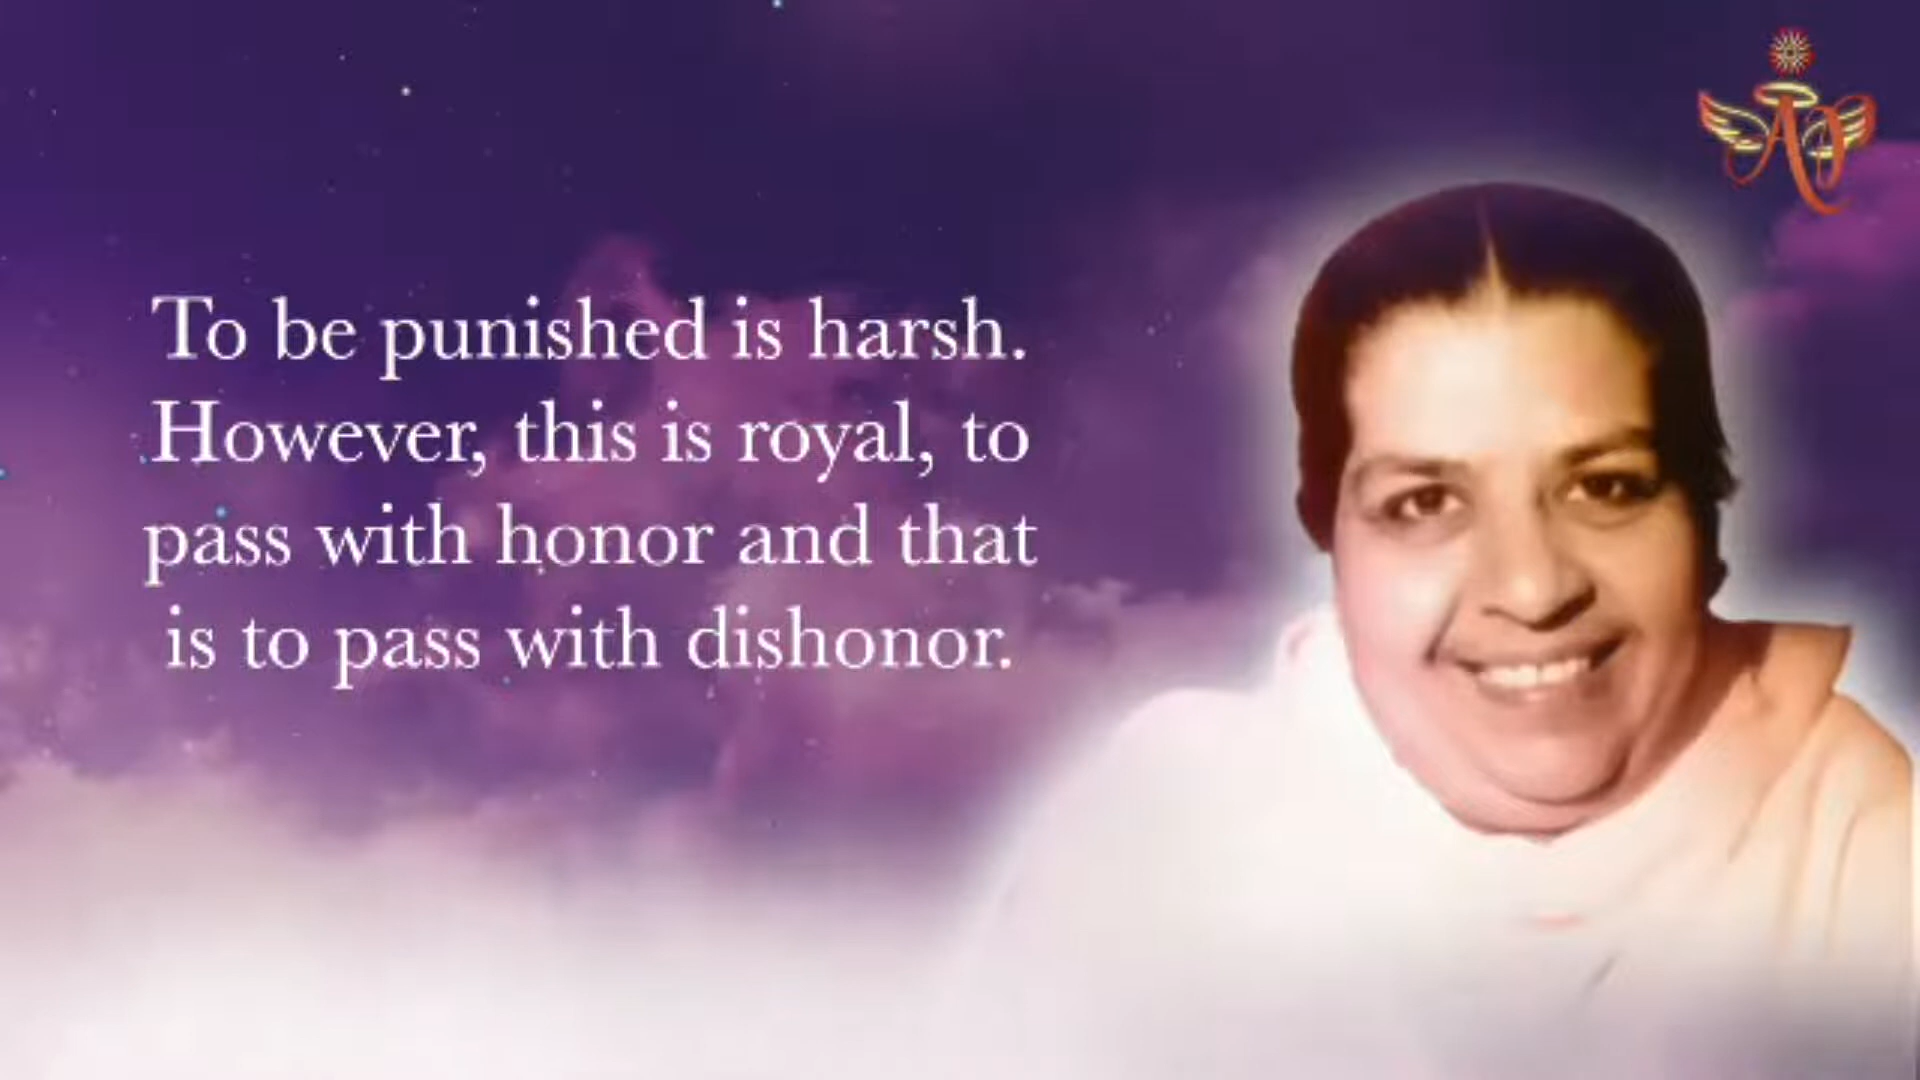 To be punished is harsh.
However, this is royal, to
pass with honor and that
is to pass with dishonor.